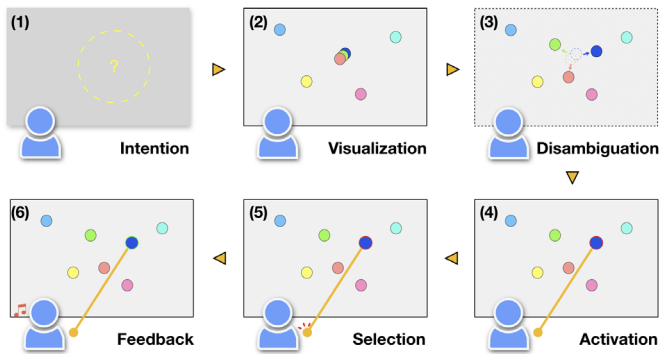 (1)
?
Intention
(2)
Visualization
(3)
Disambiguation
(4)
Activation
(5)
Selection
(6)
Feedback